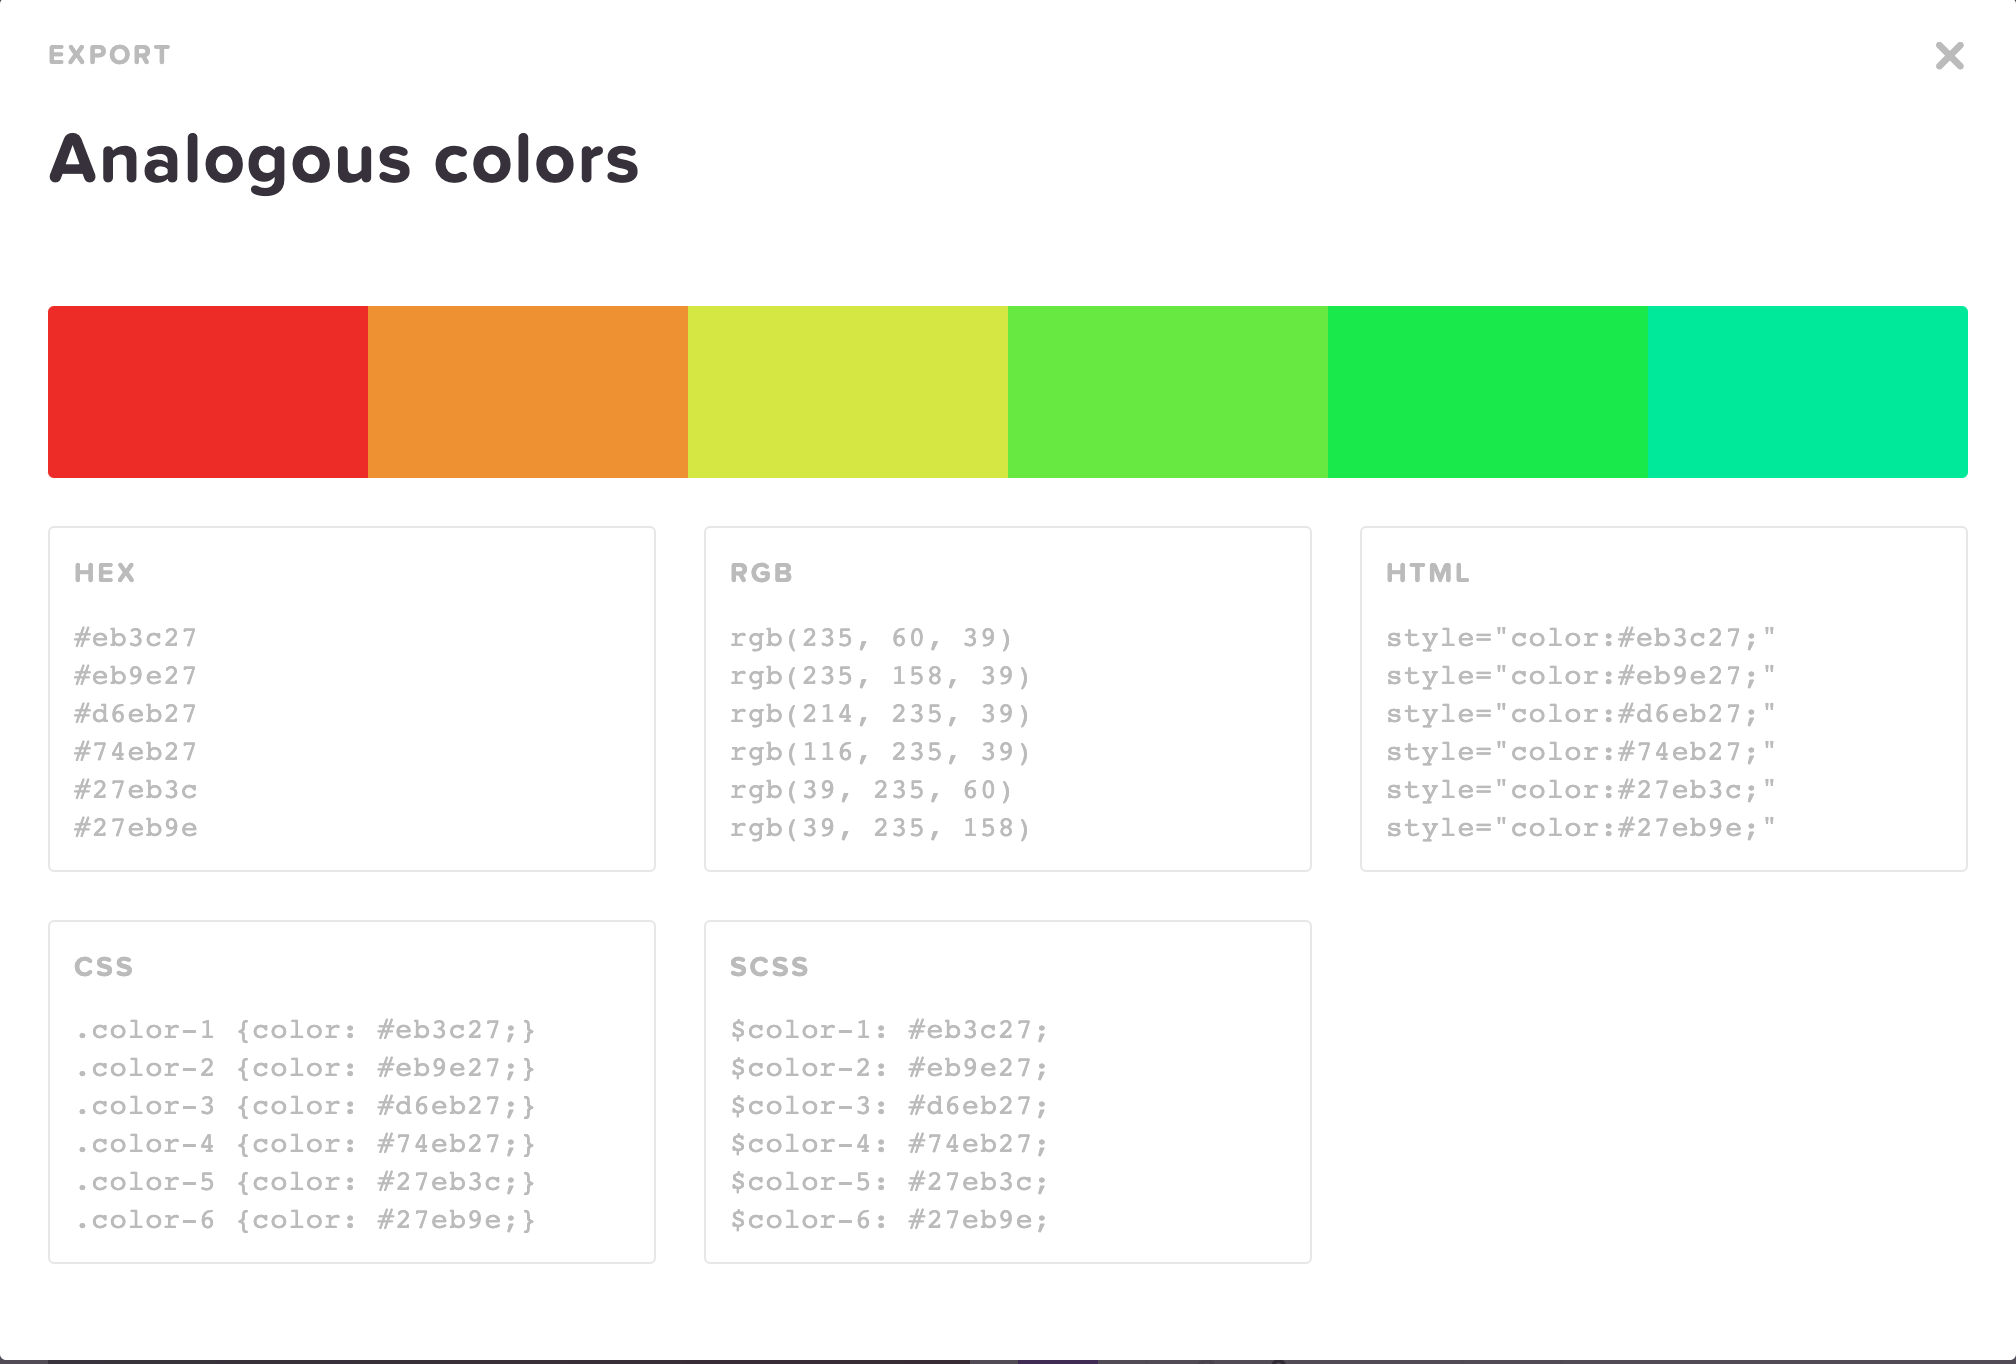 EXPORT
Analogous colors
HEX
#eb3c27
#eb9e27
#d6eb27
#74eb27
#27eb3c
#27eb9e
RGB
rgb(235, 60, 39)
rgb(235, 158, 39)
rgb(214, 235, 39)
rgb(116, 235, 39)
rgb(39, 235, 60)
rgb(39, 235, 158)
HTML
style="color:#eb3c27;"
style="color:#eb9e27;"
style="color:#d6eb27;"
style="color:#74eb27;"
style="color:#27eb3c;"
style="color:#27eb9e;"
CSS
.color-1 {color: #eb3c27;}
.color-2 {color: #eb9e27;}
.color-3 {color: #d6eb27;}
.color-4 {color: #74eb27;}
.color-5 {color: #27eb3c;}
.color-6 {color: #27eb9e;}
SCSS
$color-1: #eb3c27;
$color-2: #eb9e27;
$color-3: #d6eb27;
$color-4: #74eb27;
$color-5: #27eb3c;
$color-6: #27eb9e;